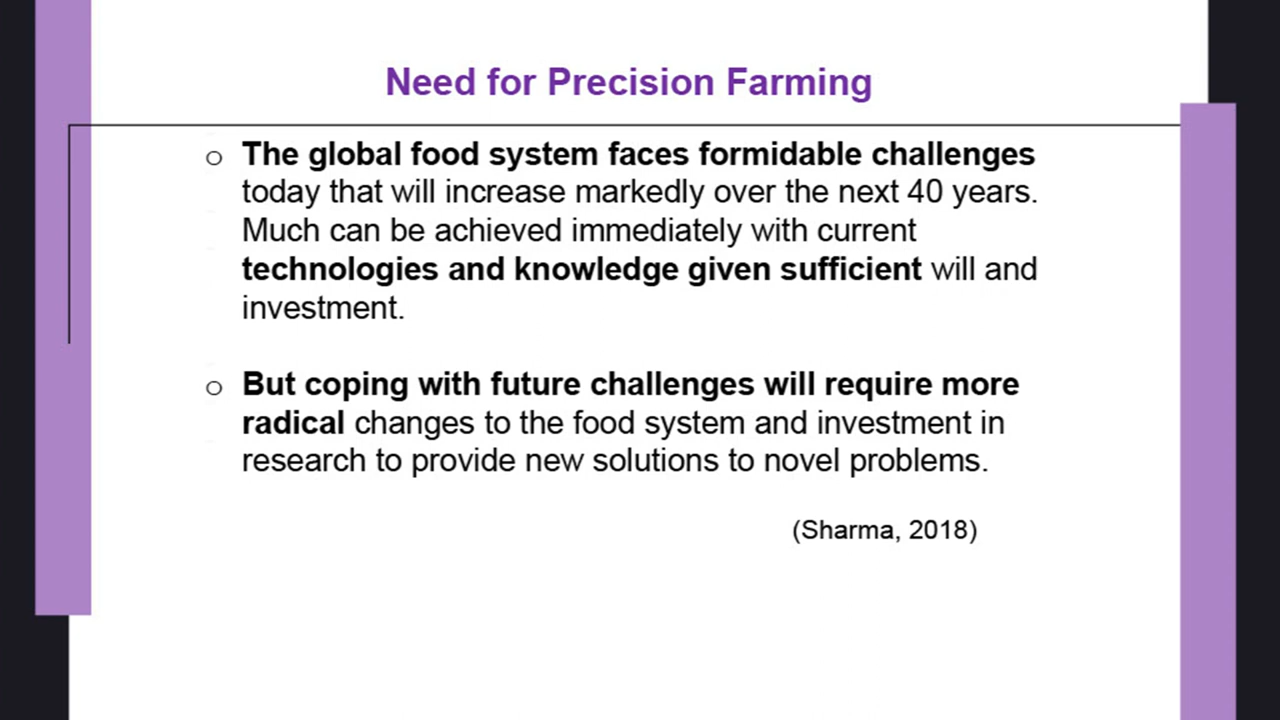 Need for Precision Farming
o The global food system faces formidable challenges
today that will increase markedly over the next 40 years.
Much can be achieved immediately with current
technologies and knowledge given sufficient will and
investment.
o But coping with future challenges will require more
radical changes to the food system and investment in
research to provide new solutions to novel problems.
(Sharma, 2018)